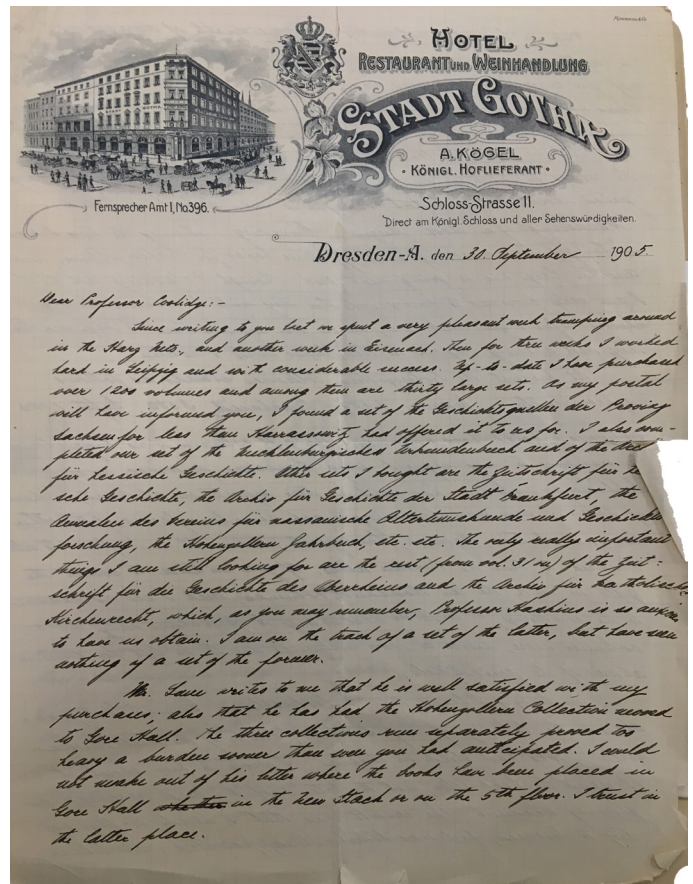 HOTEL
RESTAURANT UND WEINHANDLUNG
STADT GOTHA
A. KÖGEL
· KÖNIGL. HOFLIEFERANT ·
Fernsprecher Amt I, No 396.
Schloss-Strasse 11.
Direct am Königl. Schloss und aller Sehenswürdigkeiten.
Dresden-A. den 30. September 1905.
Dear Professor Coolidge:-
Since writing to you last we spent a very pleasant week tramping around
in the Harz Mts., and another week in Eisenach. Then for three weeks I worked
hard in Leipzig and with considerable success. Up-to-date I have purchased
over 1200 volumes and among them are thirty large sets. As my postal
will have informed you, I found a set of the Geschichtsquellen der Provinz
Sachsen for less than Harrassowitz had offered it to us for. I also com-
pleted our set of the Mecklenburgisches Urkundenbuch and of the
für hessische Geschichte. Other sets I bought are the Zeitschrift für
sche Geschichte, the Archiv für Geschichte der Stadt Frankfurt, the
Annalen des Vereins für nassauische Altertumskunde und Geschichts
forschung, the Hohenzollern Jahrbuch, etc. etc. The only really important
things I am still looking for are the rest (from vol. 31 on) of the Zeit-
schrift für die Geschichte des Oberrheins and the Archiv für Katholisches
Kirchenrecht, which, as you may remember, Professor Haskins is so anxious
to have us obtain. I am on the track of a set of the latter, but have seen
nothing of a set of the former.
Mr. Lane writes to me that he is well satisfied with my
purchases; also that he has had the Hohenzollern Collection moved
to Gore Hall. The three collections run separately proved too
heavy a burden sooner than even you had anticipated. I could
not make out of his letter where the books have been placed in
Gore Hall whether in the New Stack or on the 5th floor. I trust in
the latter place.